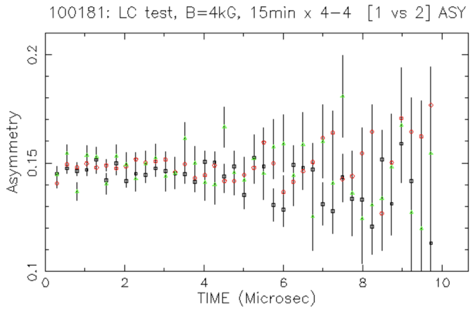 100181: LC test, B=4kG, 15min x 4-4 [1 vs 2] ASY
0.2
0.15
0.1
Asymmetry
0 2 4 6 8 10
TIME (Microsec)